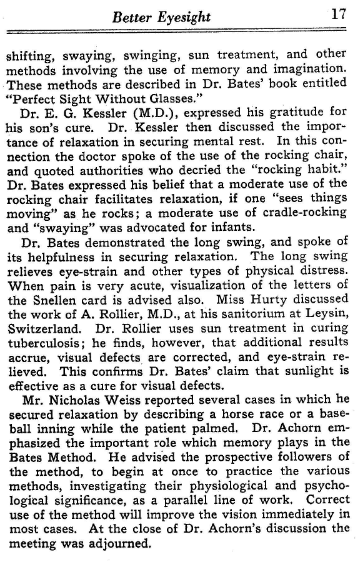 Better Eyesight 17
shifting, swaying, swinging, sun treatment, and other
methods involving the use of memory and imagination.
These methods are described in Dr. Bates' book entitled
"Perfect Sight Without Glasses."
Dr. E. G. Kessler (M.D.), expressed his gratitude for
his son's cure. Dr. Kessler then discussed the impor-
tance of relaxation in securing mental rest. In this con-
nection the doctor spoke of the use of the rocking chair,
and quoted authorities who decried the "rocking habit."
Dr. Bates expressed his belief that a moderate use of the
rocking chair facilitates relaxation, if one "sees things
moving" as he rocks; a moderate use of cradle-rocking
and "swaying" was advocated for infants.
Dr. Bates demonstrated the long swing, and spoke of
its helpfulness in securing relaxation. The long swing
relieves eye-strain and other types of physical distress.
When pain is very acute, visualization of the letters of
the Snellen card is advised also. Miss Hurty discussed
the work of A. Rollier, M.D., at his sanitorium at Leysin,
Switzerland. Dr. Rollier uses sun treatment in curing
tuberculosis; he finds, however, that additional results
accrue, visual defects are corrected, and eye-strain re-
lieved. This confirms Dr. Bates' claim that sunlight is
effective as a cure for visual defects.
Mr. Nicholas Weiss reported several cases in which he
secured relaxation by describing a horse race or a base-
ball inning while the patient palmed. Dr. Achorn em-
phasized the important role which memory plays in the
Bates Method. He advised the prospective followers of
the method, to begin at once to practice the various
methods, investigating their physiological and psycho-
logical significance, as a parallel line of work. Correct
use of the method will improve the vision immediately in
most cases. At the close of Dr. Achorn's discussion the
meeting was adjourned.